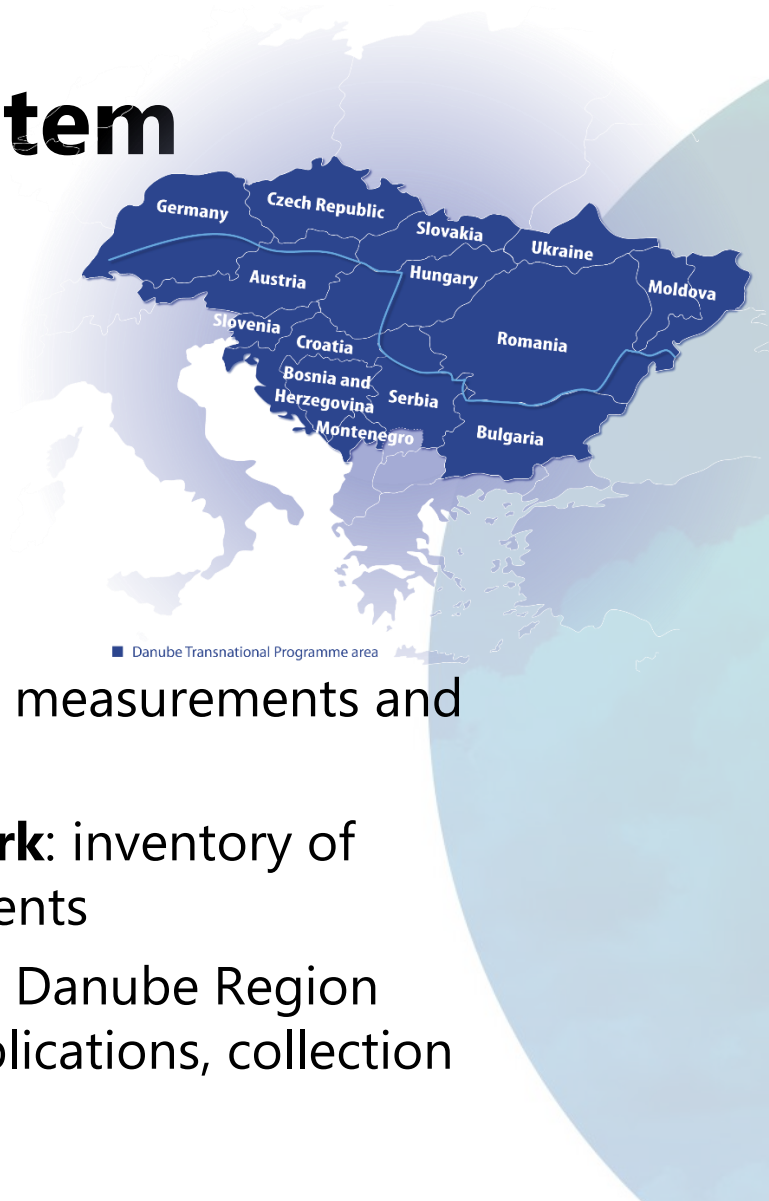 tem
Germany
Czech Republic
Slovakia
Ukraine
Austria
Hungary
Moldova
Slovenia
Croatia
Romania
Bosnia and
Herzegovina
Serbia
Montenegro
Bulgaria
Danube Transnational Programme area
measurements and
rk: inventory of
ents
Danube Region
plications, collection